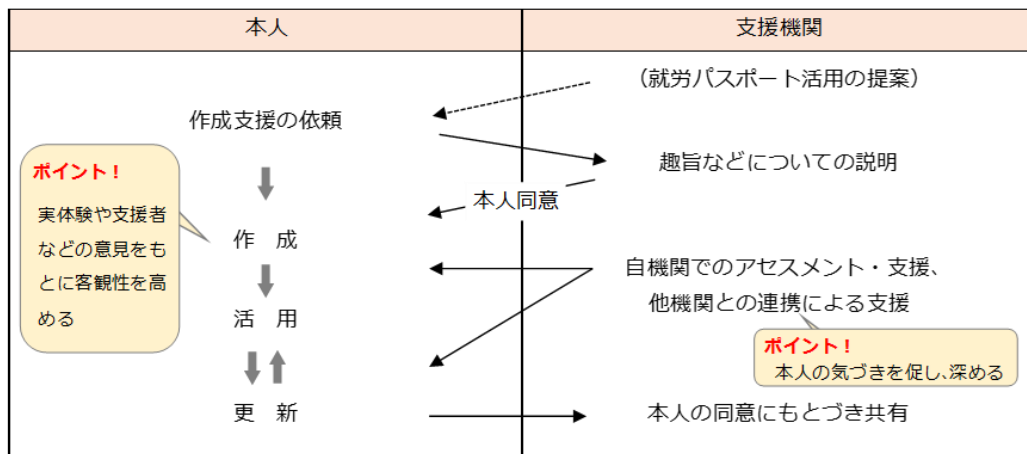 本人
支援機関
（就労パスポート活用の提案）
作成支援の依頼
趣旨などについての説明
本人同意
ポイント！
実体験や支援者
などの意見をも
とに客観性を高
める
作　成
自機関でのアセスメント・支援、
他機関との連携による支援
活　用
ポイント！
本人の気づきを促し、深める
更　新
本人の同意にもとづき共有